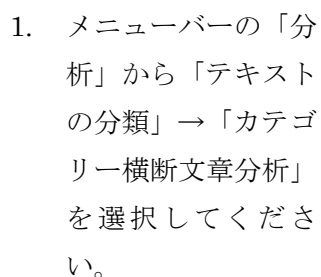 1. メニューバーの「分
析」から「テキスト
の分類」→「カテゴ
リー横断文章分析」
を選択してくださ
い。